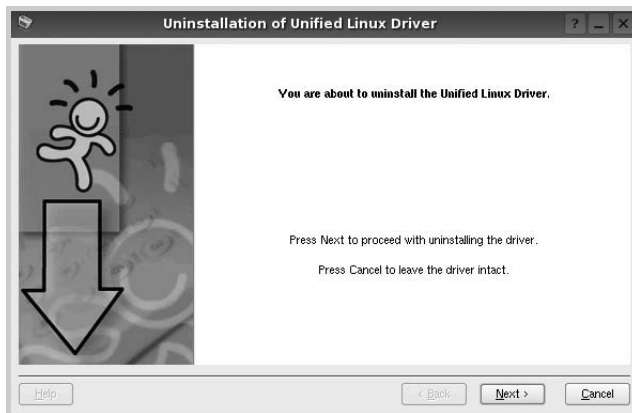 Uninstallation of Unified Linux Driver
? _ X
You are about to uninstall the Unified Linux Driver.
Press Next to proceed with uninstalling the driver.
Press Cancel to leave the driver intact.
Help
< Back
Next >
Cancel